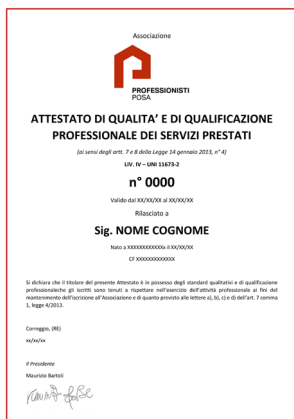 Associazione
PROFESSIONISTI
POSA
ATTESTATO DI QUALITA' E DI QUALIFICAZIONE
PROFESSIONALE DEI SERVIZI PRESTATI
(ai sensi degli artt. 7 e 8 della Legge 14 gennaio 2013, n° 4)
LIV. IV – UNI 11673-2
n° 0000
Valido dal XX/XX/XX al XX/XX/XX
Rilasciato a
Sig. NOME COGNOME
Nato a XXXXXXXXXXXXx il XX/XX/XX
CF XXXXXXXXXXXXX
Si dichiara che il titolare del presente Attestato è in possesso degli standard qualitativi e di qualificazione
professionaleche gli iscritti sono tenuti a rispettare nell'esercizio dell'attività professionale ai fini del
mantenimento dell'iscrizione all'Associazione e di quanto previsto alle lettere a), b), c) e d) dell'art. 7 comma
1, legge 4/2013.
Correggio, (RE)
xx/xx/xx
Il Presidente
Maurizio Bartoli